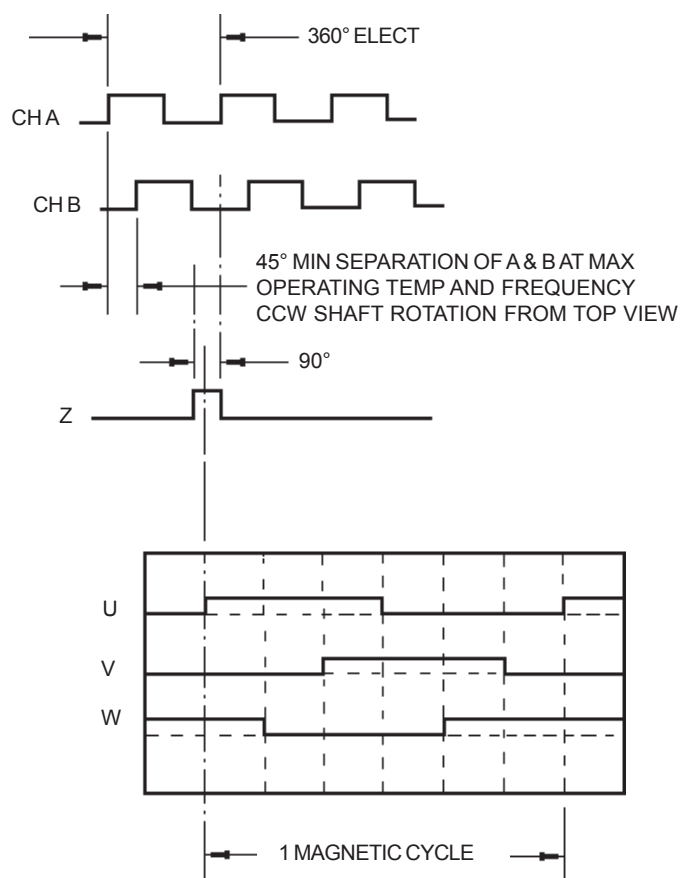 360° ELECT
CH A
CH B
45° MIN SEPARATION OF A & B AT MAX
OPERATING TEMP AND FREQUENCY
CCW SHAFT ROTATION FROM TOP VIEW
90°
Z
U
V
W
1 MAGNETIC CYCLE